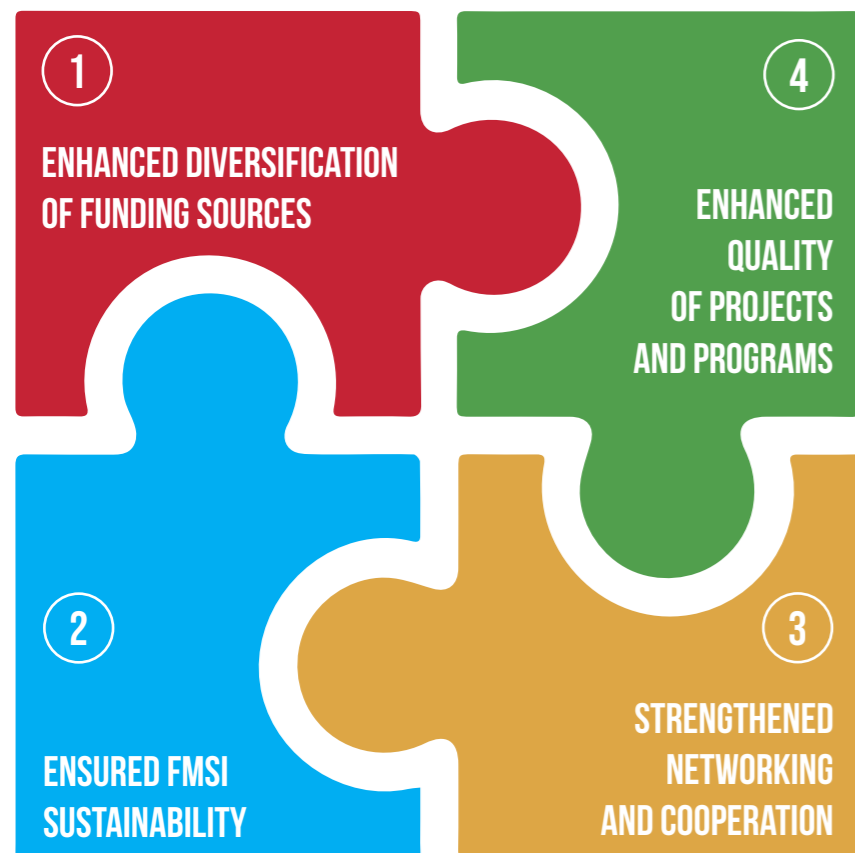 1
ENHANCED DIVERSIFICATION
OF FUNDING SOURCES
2
ENSURED FMSI
SUSTAINABILITY
3
STRENGTHENED
NETWORKING
AND COOPERATION
4
ENHANCED
QUALITY
OF PROJECTS
AND PROGRAMS